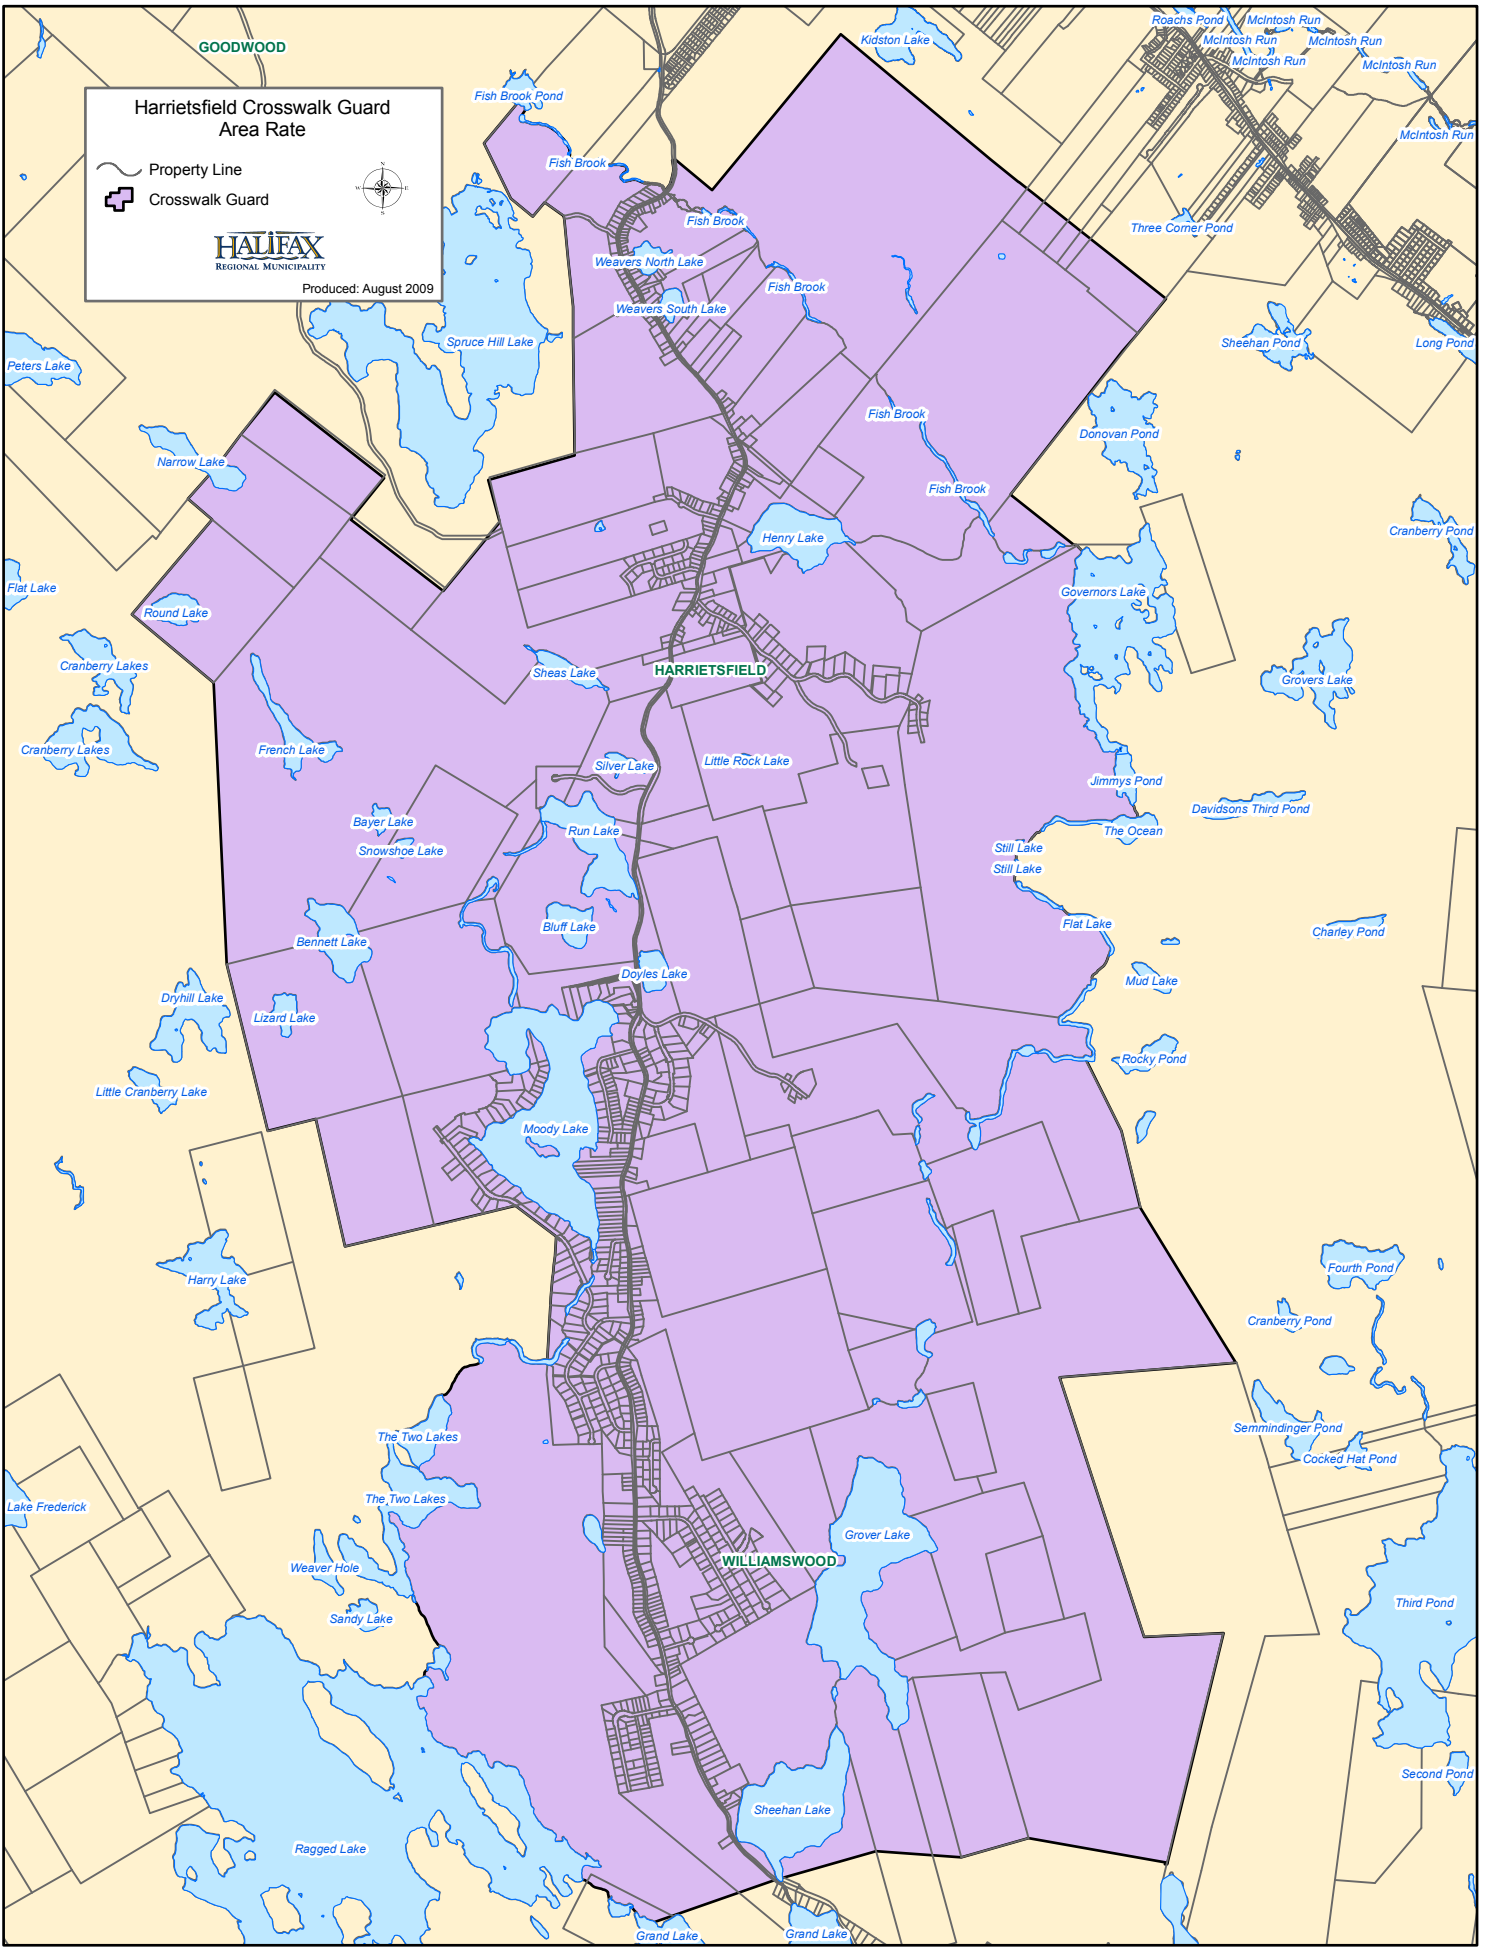 GOODWOOD
Harrietsfield Crosswalk Guard
Area Rate
Property Line
Crosswalk Guard
N
W
E
S
HALIFAX
REGIONAL MUNICIPALITY
Produced: August 2009
Kidston Lake
Roachs Pond
McIntosh Run
McIntosh Run
McIntosh Run
McIntosh Run
McIntosh Run
McIntosh Run
Fish Brook Pond
Fish Brook
Fish Brook
Three Corner Pond
Weavers North Lake
Fish Brook
Weavers South Lake
Spruce Hill Lake
Sheehan Pond
Long Pond
Peters Lake
Fish Brook
Donovan Pond
Narrow Lake
Fish Brook
Cranberry Pond
Henry Lake
Flat Lake
Governors Lake
Round Lake
Cranberry Lakes
Sheas Lake
HARRIETSFIELD
Grovers Lake
Cranberry Lakes
French Lake
Silver Lake
Little Rock Lake
Jimmys Pond
Davidsons Third Pond
Bayer Lake
Run Lake
The Ocean
Snowshoe Lake
Still Lake
Still Lake
Bluff Lake
Flat Lake
Charley Pond
Bennett Lake
Doyles Lake
Mud Lake
Dryhill Lake
Lizard Lake
Rocky Pond
Little Cranberry Lake
Moody Lake
Harry Lake
Fourth Pond
Cranberry Pond
The Two Lakes
Semmindinger Pond
Cocked Hat Pond
The Two Lakes
Lake Frederick
Grover Lake
WILLIAMSWOOD
Weaver Hole
Sandy Lake
Third Pond
Second Pond
Sheehan Lake
Ragged Lake
Grand Lake
Grand Lake